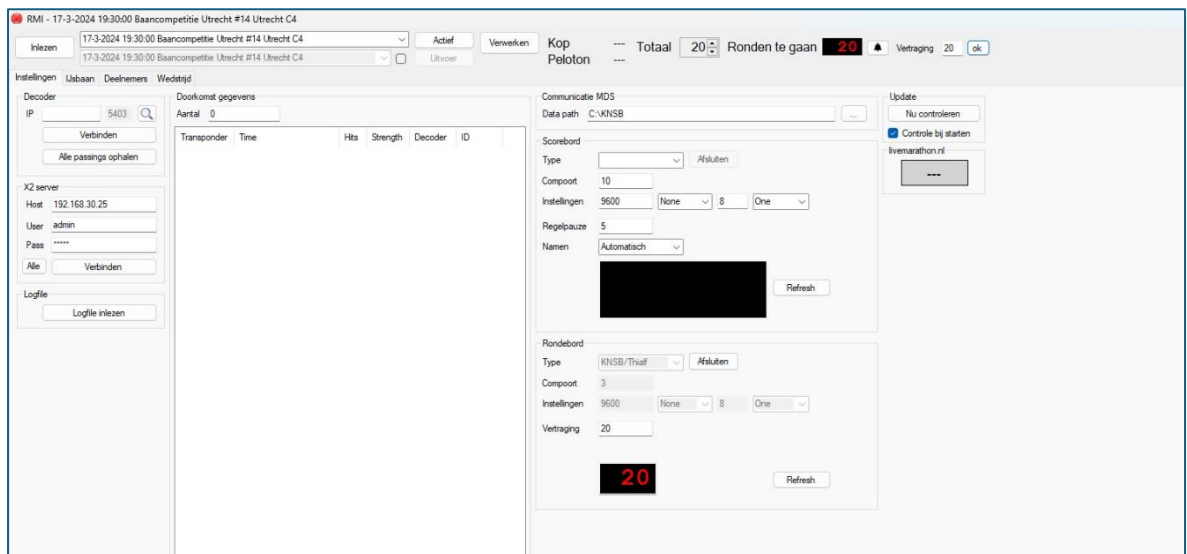 RMI - 17-3-2024 19:30:00 Baancompetitie Utrecht #14 Utrecht C4
Inlezen
17-3-2024 19:30:00 Baancompetitie Utrecht #14 Utrecht C4
Actief
Verwerken
17-3-2024 19:30:00 Baancompetitie Utrecht #14 Utrecht C4
Uitvoer
Kop ---
Peloton ---
Totaal 20
Ronden te gaan 20
Vertraging 20 ok
Instellingen IJsbaan Deelnemers Wedstrijd
Decoder
IP 5403
Verbinden
Alle passings ophalen
X2 server
Host 192.168.30.25
User admin
Pass *****
Alle Verbinden
Logfile
Logfile inlezen
Doorkomst gegevens
Aantal 0
Transponder Time Hits Strength Decoder ID
Communicatie MDS
Data path C:\KNSB ...
Scorebord
Type Afsluiten
Compoort 10
Instellingen 9600 None 8 One
Regelpauze 5
Namen Automatisch
Refresh
Rondebord
Type KNSB/Thialf Afsluiten
Compoort 3
Instellingen 9600 None 8 One
Vertraging 20
20
Refresh
Update
Nu controleren
Controle bij starten
livemarathon.nl
---